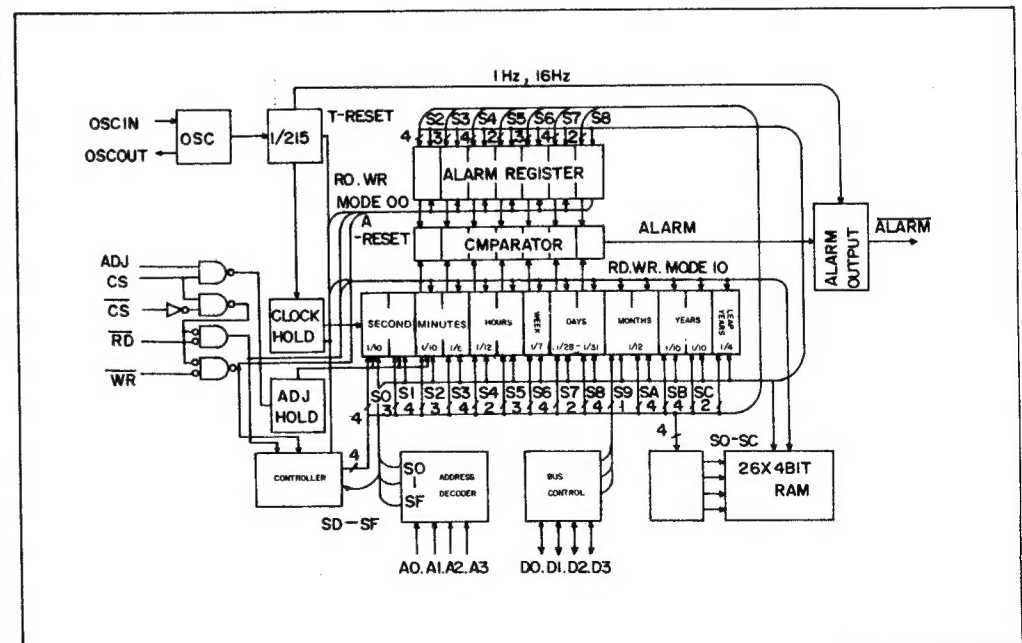 1Hz, 16Hz
OSCIN
OSCOUT
OSC
1/215
T-RESET
S2 S3 S4 S5 S6 S7 S8
4 3 4 2 3 4 2
ALARM REGISTER
RO.WR
MODE 00
A
-RESET
CMPARATOR
ALARM
ALARM OUTPUT
ALARM
RD.WR. MODE 10
ADJ
CS
CS
RD
WR
CLOCK HOLD
SECOND
MINUTES
HOURS
WEEK
DAYS
MONTHS
YEARS
LEAP YEARS
1/10 1/10 1/6 1/12 1/7 1/28-1/31 1/12 1/10 1/10 1/4
ADJ HOLD
S0 S1 S2 S3 S4 S5 S6 S7 S8 S9 SA SB SC
4 3 4 3 4 2 3 4 2 4 1 4 4 2
CONTROLLER
4
SD-SF
S0
I
SF
ADDRESS DECODER
BUS CONTROL
4
SO-SC
26X4BIT RAM
A0.A1.A2.A3
D0.D1.D2.D3